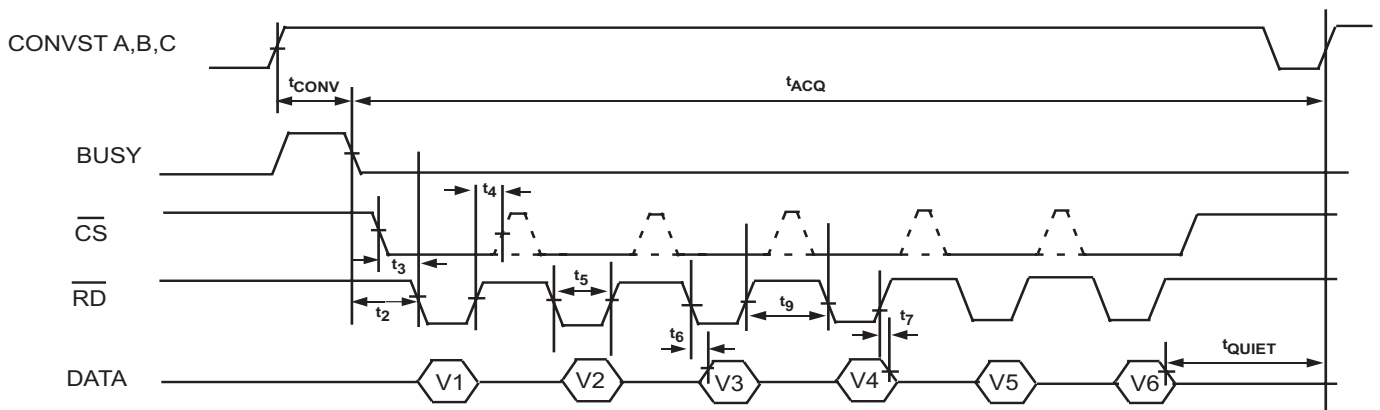 CONVST A,B,C
tCONV
tACQ
BUSY
t4
CS
t3
t5
RD
t2
t9
t7
t6
tQUIET
DATA
V1
V2
V3
V4
V5
V6